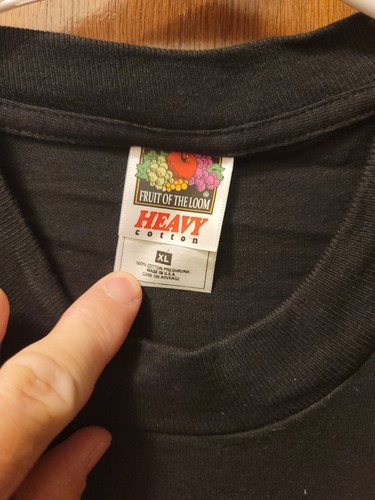 FRUIT OF THE LOOM®
HEAVY
cotton
XL
100% COTTON PRESHRUNK
MADE IN U.S.A.
CARE ON REVERSE